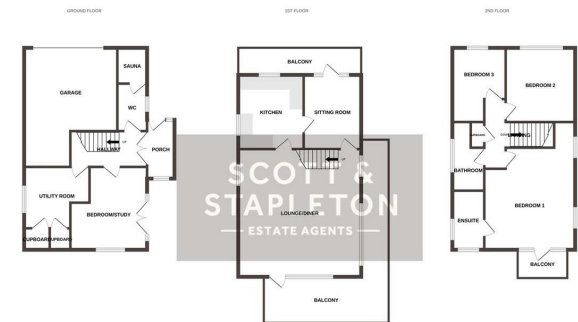 GROUND FLOOR
1ST FLOOR
2ND FLOOR
SAUNA
GARAGE
WC
UP
HALLWAY
PORCH
UTILITY ROOM
BEDROOM/STUDY
CUPBOARD
CUPBOARD
BALCONY
KITCHEN
SITTING ROOM
UP
LOUNGE/DINER
BALCONY
BEDROOM 3
BEDROOM 2
LANDING
BATHROOM
BEDROOM 1
ENSUITE
BALCONY
SCOTT &
STAPLETON
ESTATE AGENTS